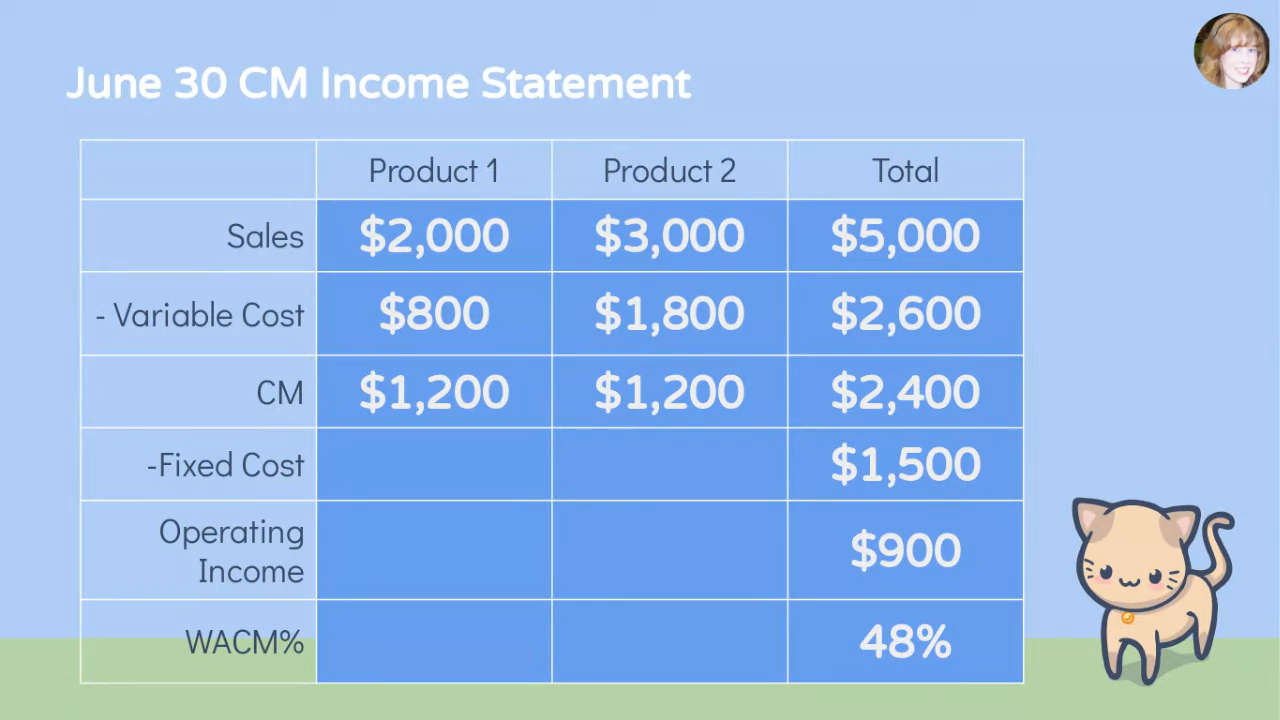 June 30 CM Income Statement
Product 1 Product 2 Total
Sales $2,000 $3,000 $5,000
- Variable Cost $800 $1,800 $2,600
CM $1,200 $1,200 $2,400
-Fixed Cost $1,500
Operating
Income $900
WACM% 48%